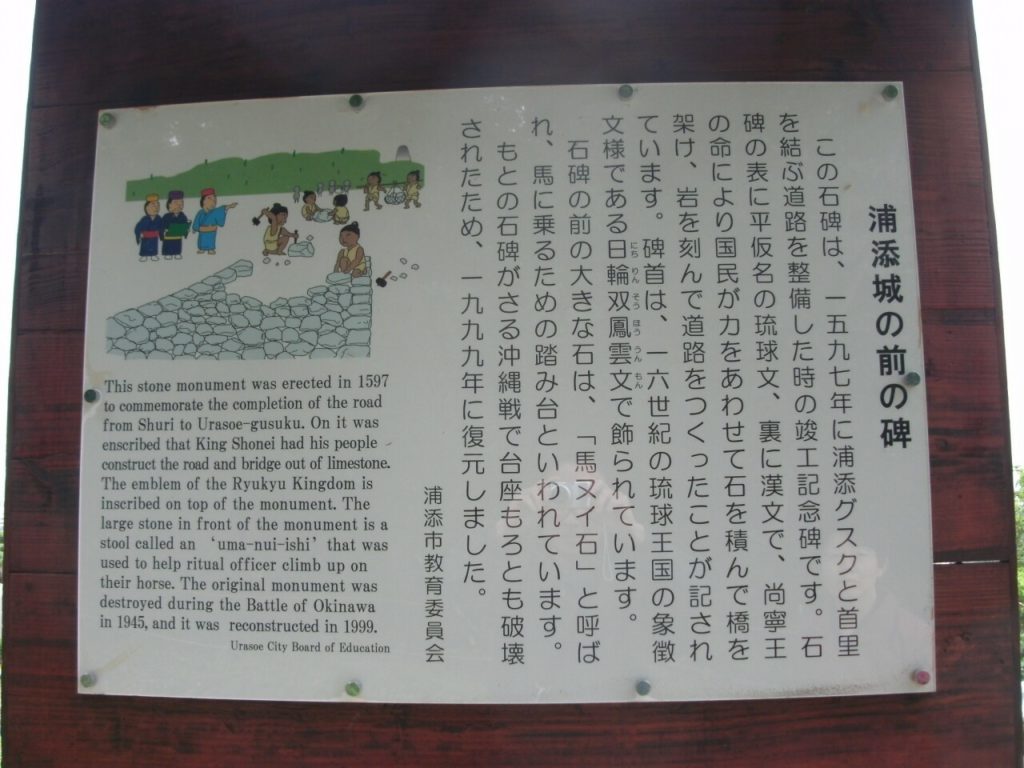 浦添城の前の碑
この石碑は、一五九七年に浦添グスクと首里
を結ぶ道路を整備した時の竣工記念碑です。石
碑の表に平仮名の琉球文、裏に漢文で、尚寧王
の命により国民が力をあわせて石を積んで橋を
架け、岩を刻んで道路をつくったことが記され
ています。碑首は、一六世紀の琉球王国の象徴
文様である日輪双鳳雲文で飾られています。
にちりんそうほううんもん
石碑の前の大きな石は、「馬ヌイ石」と呼ば
れ、馬に乗るための踏み台といわれています。
もとの石碑がさる沖縄戦で台座もろとも破壊
されたため、一九九九年に復元しました。
浦添市教育委員会
This stone monument was erected in 1597
to commemorate the completion of the road
from Shuri to Urasoe-gusuku. On it was
enscribed that King Shonei had his people
construct the road and bridge out of limestone.
The emblem of the Ryukyu Kingdom is
inscribed on top of the monument. The
large stone in front of the monument is a
stool called an ‘uma-nui-ishi’ that was
used to help ritual officer climb up on
their horse. The original monument was
destroyed during the Battle of Okinawa
in 1945, and it was reconstructed in 1999.
Urasoe City Board of Education